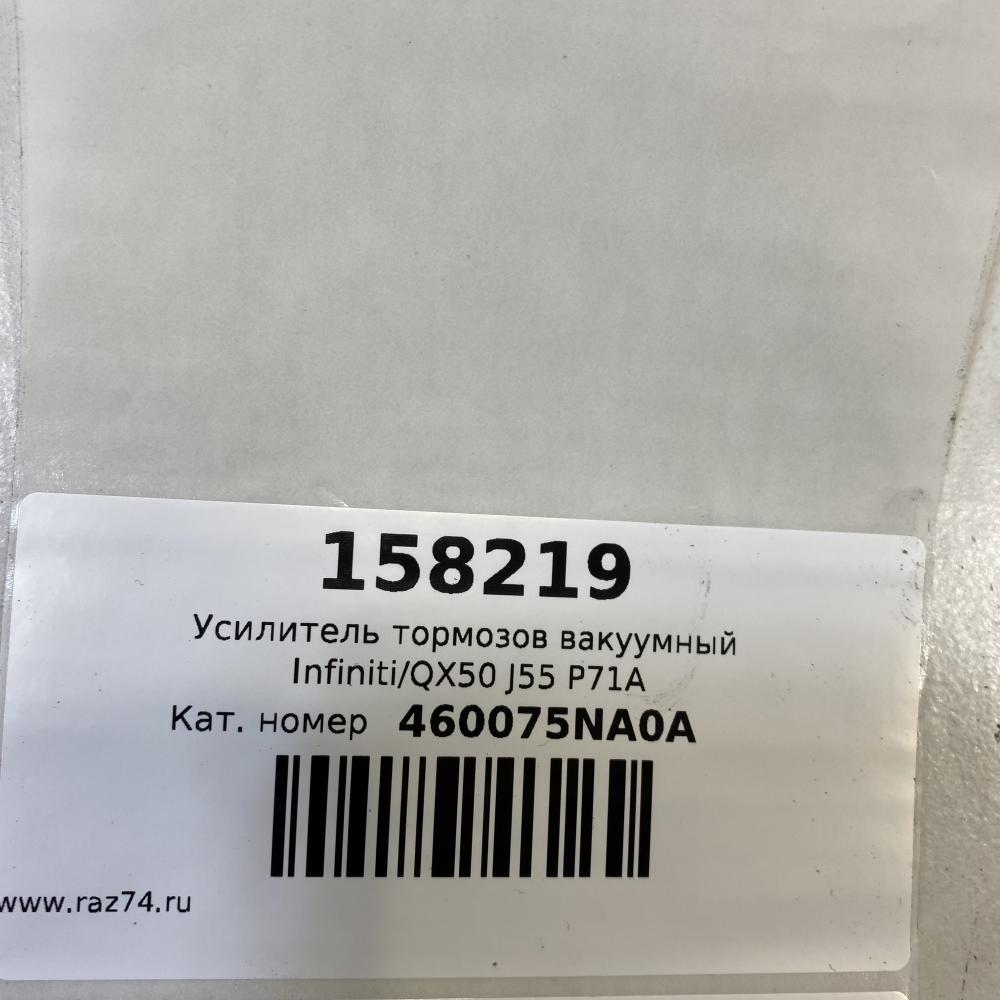 158219
Усилитель тормозов вакуумный
Infiniti/QX50 J55 P71A
Кат. номер 460075NA0A
www.raz74.ru